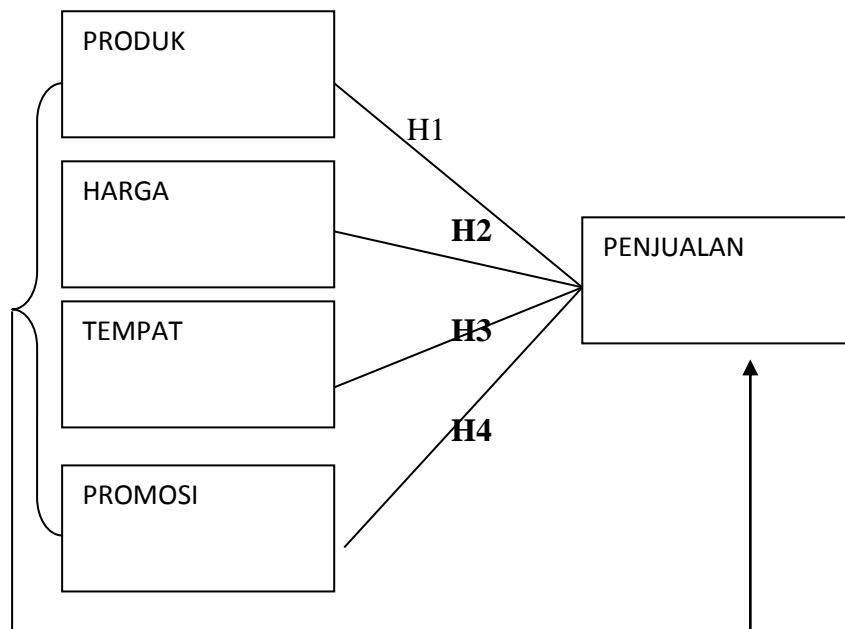 PRODUK
H1
HARGA
H2
PENJUALAN
TEMPAT
H3
H4
PROMOSI